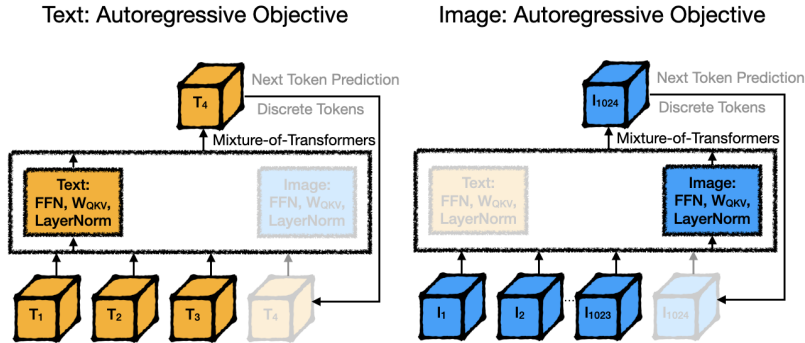 Text: Autoregressive Objective
T4
Next Token Prediction
Discrete Tokens
Mixture-of-Transformers
Text:
FFN, WQKV,
LayerNorm
Image:
FFN, WQKV,
LayerNorm
T1
T2
T3
T4
Image: Autoregressive Objective
I1024
Next Token Prediction
Discrete Tokens
Mixture-of-Transformers
Text:
FFN, WQKV,
LayerNorm
Image:
FFN, WQKV,
LayerNorm
I1
I2
...
I1023
I1024